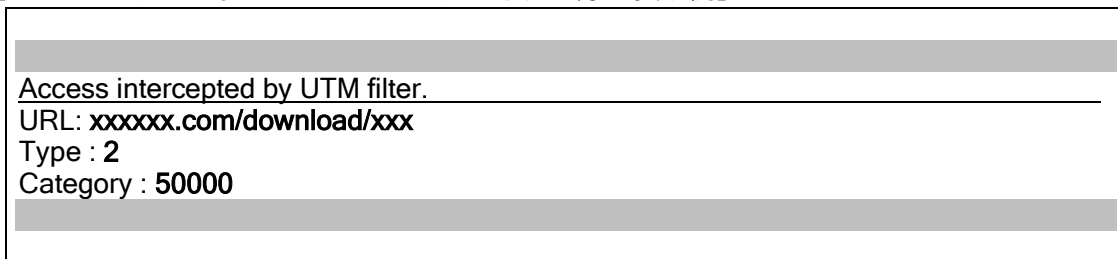 Access intercepted by UTM filter.
URL: xxxxxx.com/download/xxx
Type : 2
Category : 50000